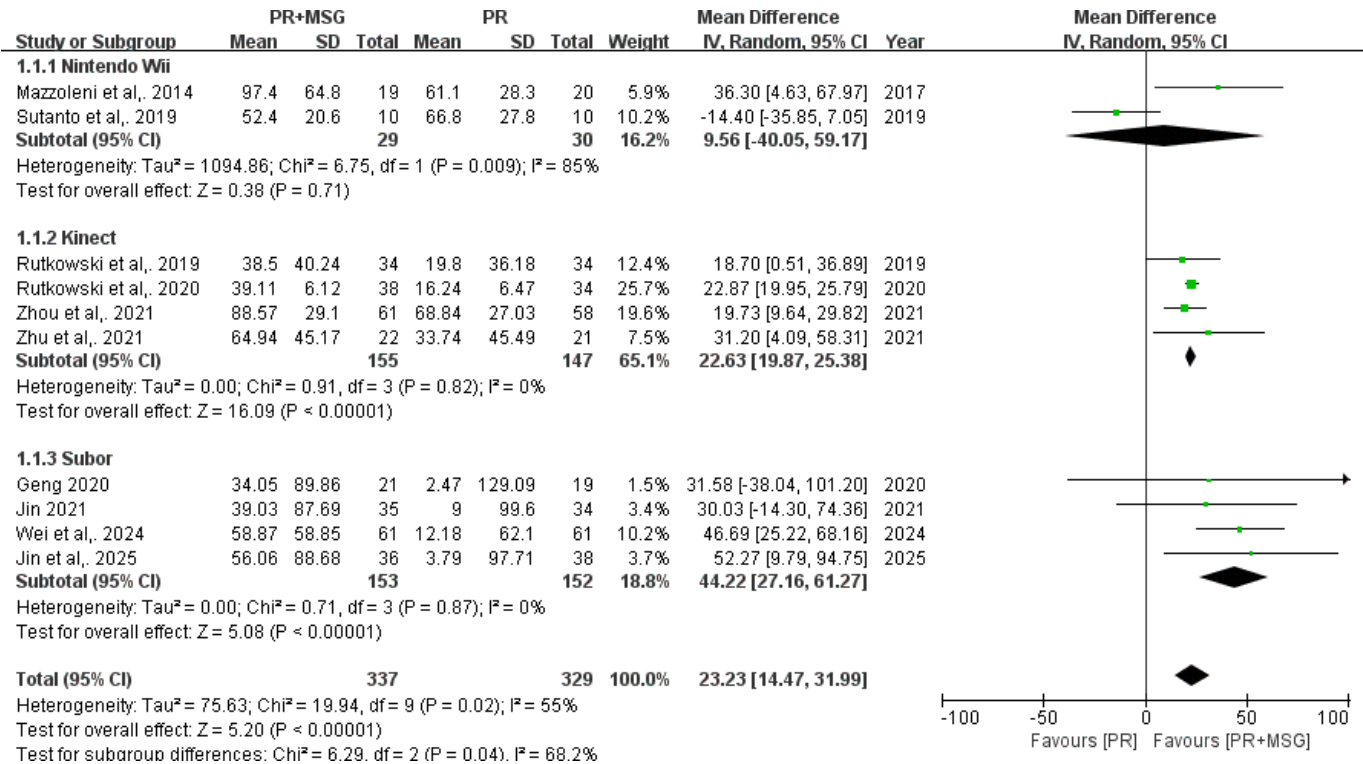 PR+MSG PR Mean Difference Mean Difference
Study or Subgroup Mean SD Total Mean SD Total Weight IV, Random, 95% CI Year IV, Random, 95% CI
1.1.1 Nintendo Wii
Mazzoleni et al,. 2014 97.4 64.8 19 61.1 28.3 20 5.9% 36.30 [4.63, 67.97] 2017
Sutanto et al,. 2019 52.4 20.6 10 66.8 27.8 10 10.2% -14.40 [-35.85, 7.05] 2019
Subtotal (95% CI) 29 30 16.2% 9.56 [-40.05, 59.17]
Heterogeneity: Tau² = 1094.86; Chi² = 6.75, df = 1 (P = 0.009); I² = 85%
Test for overall effect: Z = 0.38 (P = 0.71)
1.1.2 Kinect
Rutkowski et al,. 2019 38.5 40.24 34 19.8 36.18 34 12.4% 18.70 [0.51, 36.89] 2019
Rutkowski et al,. 2020 39.11 6.12 38 16.24 6.47 34 25.7% 22.87 [19.95, 25.79] 2020
Zhou et al,. 2021 88.57 29.1 61 68.84 27.03 58 19.6% 19.73 [9.64, 29.82] 2021
Zhu et al,. 2021 64.94 45.17 22 33.74 45.49 21 7.5% 31.20 [4.09, 58.31] 2021
Subtotal (95% CI) 155 147 65.1% 22.63 [19.87, 25.38]
Heterogeneity: Tau² = 0.00; Chi² = 0.91, df = 3 (P = 0.82); I² = 0%
Test for overall effect: Z = 16.09 (P < 0.00001)
1.1.3 Subor
Geng 2020 34.05 89.86 21 2.47 129.09 19 1.5% 31.58 [-38.04, 101.20] 2020
Jin 2021 39.03 87.69 35 9 99.6 34 3.4% 30.03 [-14.30, 74.36] 2021
Wei et al,. 2024 58.87 58.85 61 12.18 62.1 61 10.2% 46.69 [25.22, 68.16] 2024
Jin et al,. 2025 56.06 88.68 36 3.79 97.71 38 3.7% 52.27 [9.79, 94.75] 2025
Subtotal (95% CI) 153 152 18.8% 44.22 [27.16, 61.27]
Heterogeneity: Tau² = 0.00; Chi² = 0.71, df = 3 (P = 0.87); I² = 0%
Test for overall effect: Z = 5.08 (P < 0.00001)
Total (95% CI) 337 329 100.0% 23.23 [14.47, 31.99]
Heterogeneity: Tau² = 75.63; Chi² = 19.94, df = 9 (P = 0.02); I² = 55%
Test for overall effect: Z = 5.20 (P < 0.00001)
Test for subgroup differences: Chi² = 6.29, df = 2 (P = 0.04), I² = 68.2%
-100 -50 0 50 100
Favours [PR] Favours [PR+MSG]